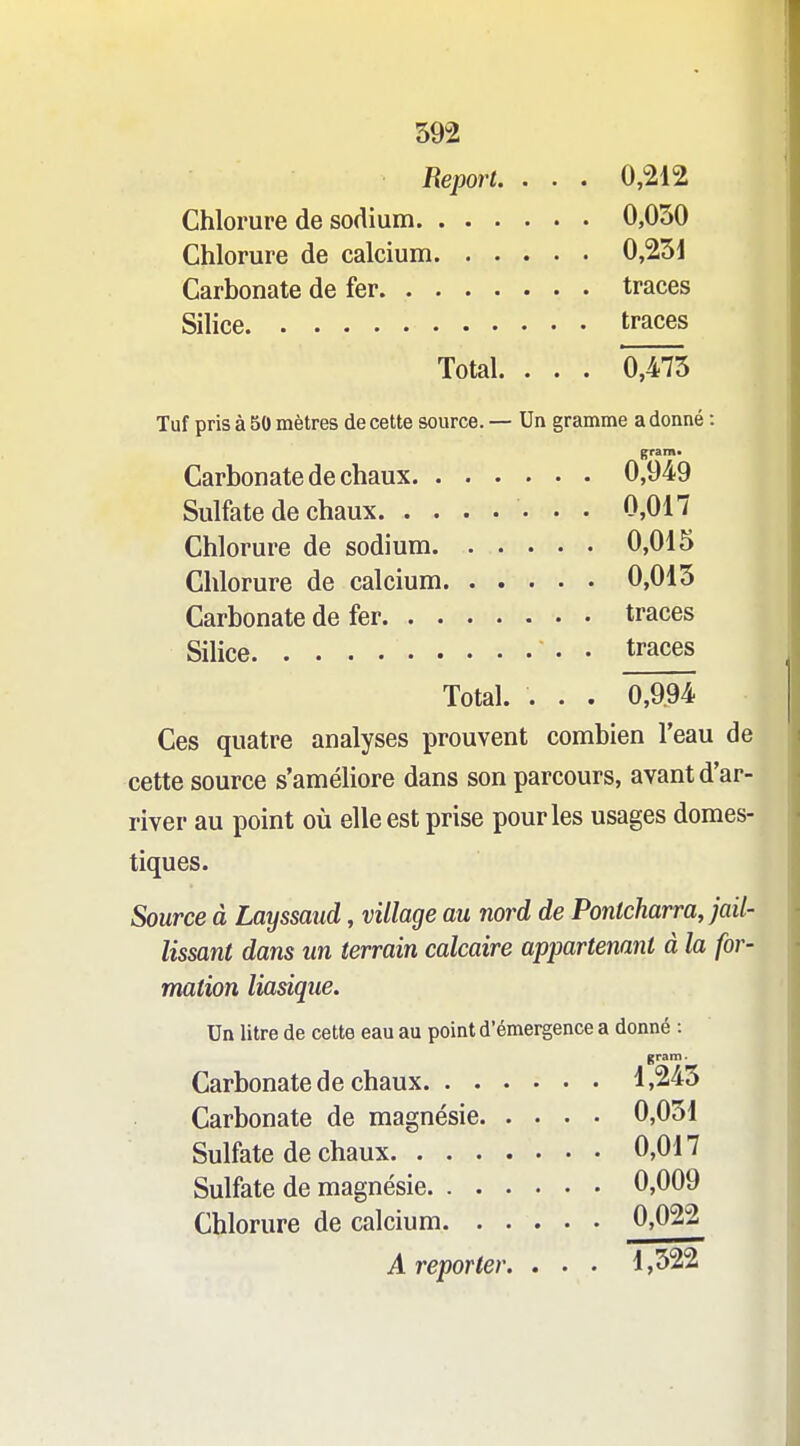 392
Report. . . . 0,212
Chlorure de sodium. . . . . . . 0,030
Chlorure de calcium. . . . . . 0,231
Carbonate de fer. . . . . . . . traces
Silice. . . . . . . . . . . . traces
Total. . . . 0,473
Tuf pris à 50 mètres de cette source. — Un gramme a donné :
gram.
Carbonate de chaux. . . . . . . 0,949
Sulfate de chaux. . . . . . . . 0,017
Chlorure de sodium. . . . . . 0,015
Chlorure de calcium. . . . . . 0,013
Carbonate de fer. . . . . . . . traces
Silice. . . . . . . . . . . . traces
Total. . . . 0,994
Ces quatre analyses prouvent combien l'eau de
cette source s'améliore dans son parcours, avant d'ar-
river au point où elle est prise pour les usages domes-
tiques.
Source à Layssaud, village au nord de Pontcharra, jail-
lissant dans un terrain calcaire appartenant à la for-
mation liasique.
Un litre de cette eau au point d'émergence a donné :
gram.
Carbonate de chaux. . . . . . . 1,243
Carbonate de magnésie. . . . . 0,031
Sulfate de chaux. . . . . . . . 0,017
Sulfate de magnésie. . . . . . . 0,009
Chlorure de calcium. . . . . . 0,022
A reporter. . . . 1,322